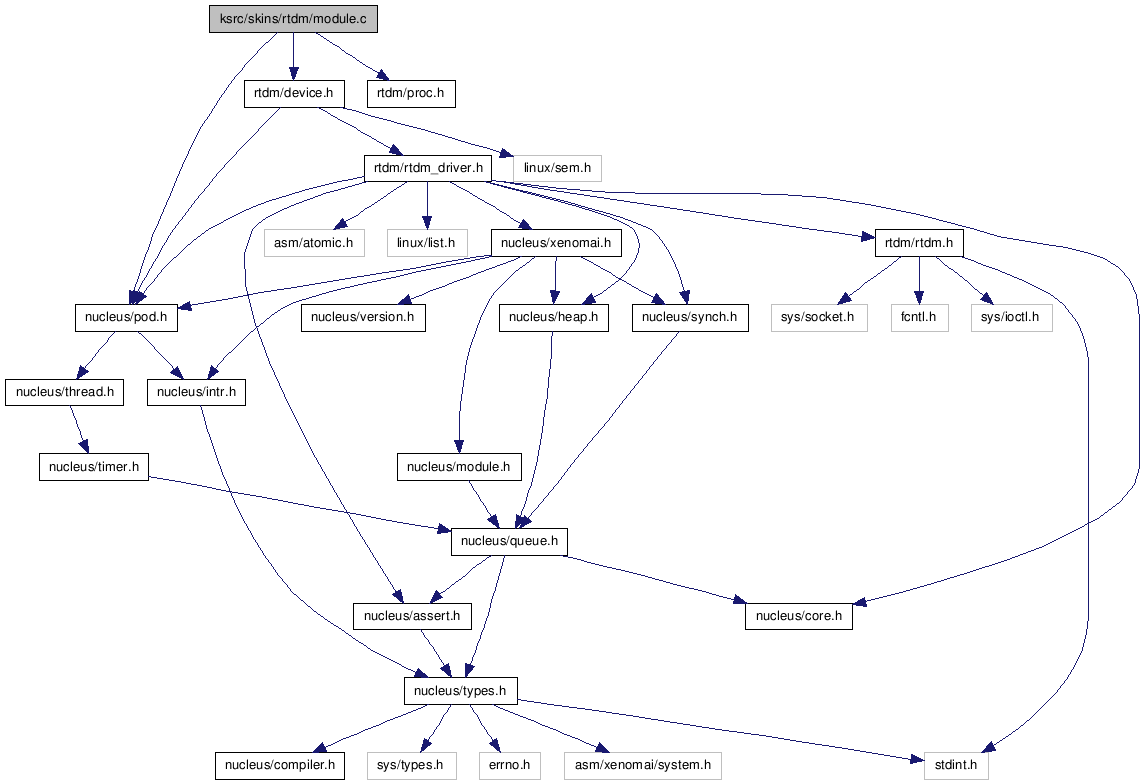 ksrc/skins/rtdm/module.c
rtdm/device.h
rtdm/proc.h
rtdm/rtdm_driver.h
linux/sem.h
asm/atomic.h
linux/list.h
nucleus/xenomai.h
rtdm/rtdm.h
nucleus/pod.h
nucleus/version.h
nucleus/heap.h
nucleus/synch.h
sys/socket.h
fcntl.h
sys/ioctl.h
nucleus/thread.h
nucleus/intr.h
nucleus/timer.h
nucleus/module.h
nucleus/queue.h
nucleus/assert.h
nucleus/core.h
nucleus/types.h
nucleus/compiler.h
sys/types.h
errno.h
asm/xenomai/system.h
stdint.h